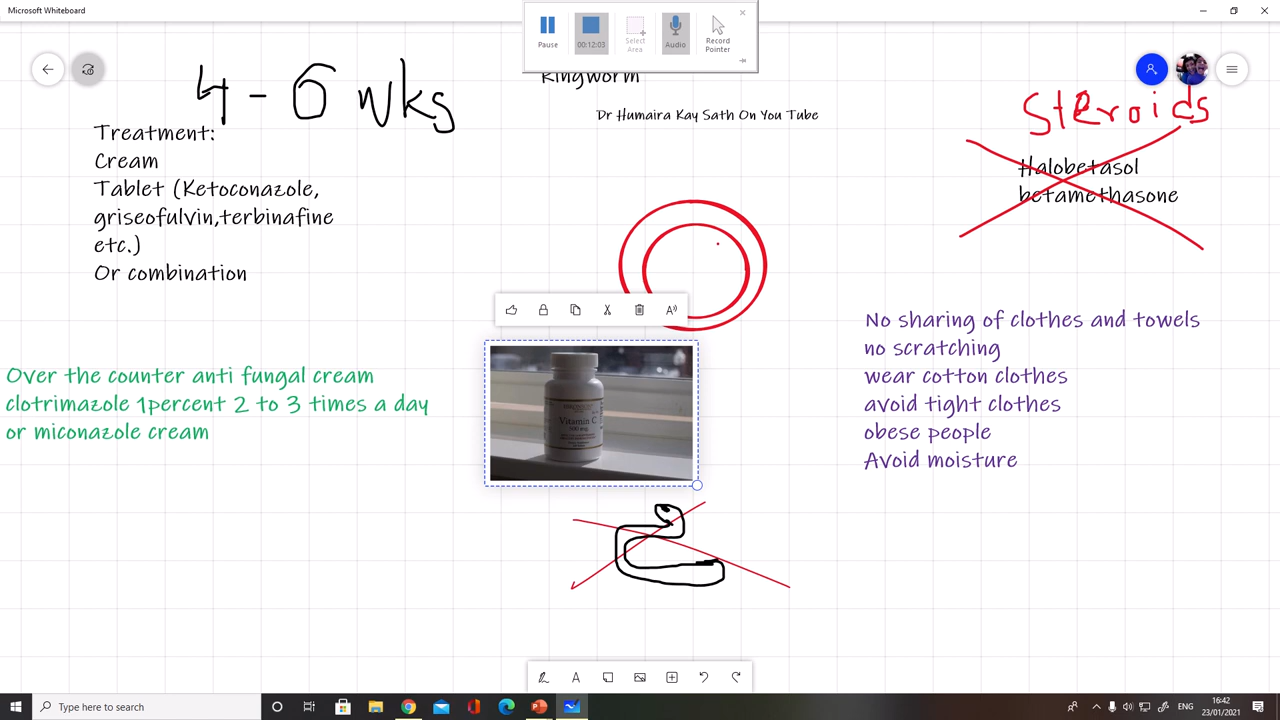 Microsoft Whiteboard
Pause
00:12:03
Select
Area
Audio
Record
Pointer
Ringworm
4 - 6 wks
Dr Humaira Kay Sath On You Tube
Steroids
Treatment:
Cream
Tablet (Ketoconazole,
griseofulvin,terbinafine
etc.)
Or combination
Halobetasol
betamethasone
Over the counter anti fungal cream
clotrimazole 1percent 2 to 3 times a day
or miconazole cream
Vitamin C
No sharing of clothes and towels
no scratching
wear cotton clothes
avoid tight clothes
obese people
Avoid moisture
Type here to search
16:42
23/01/2021